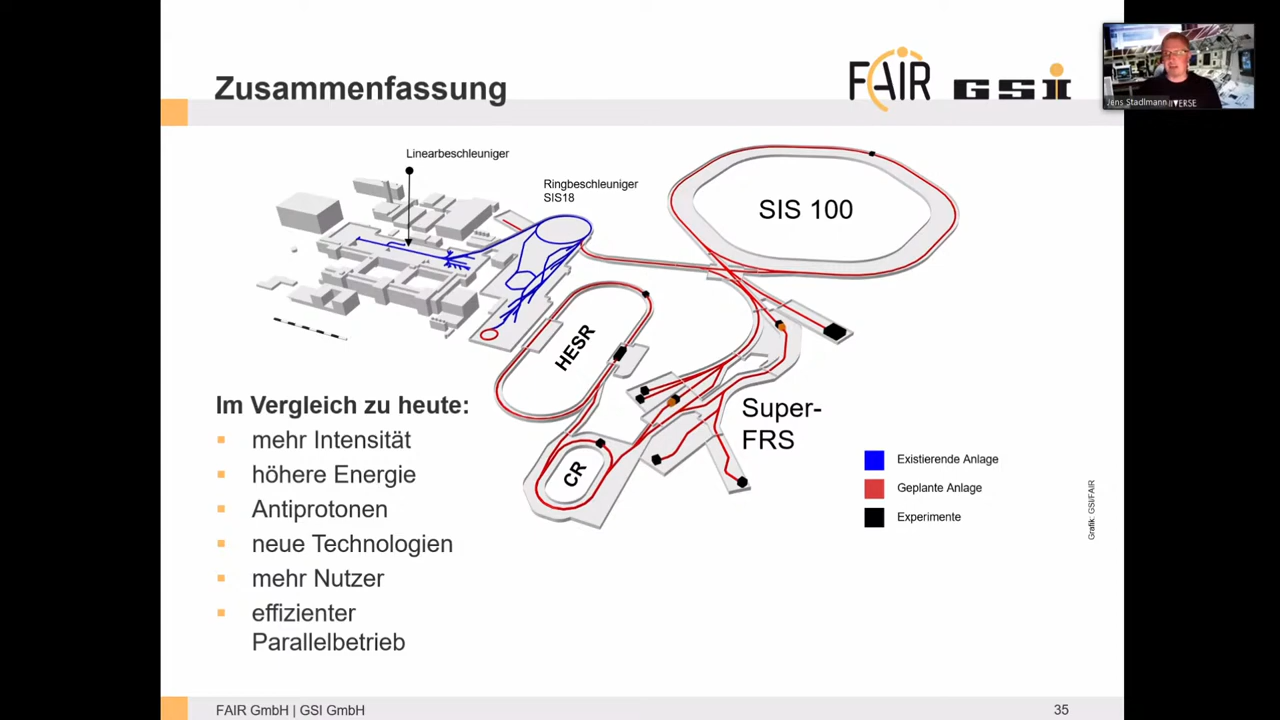 Zusammenfassung
FAIR GSI
Jens Stadlmann
VERSE
Linearbeschleuniger
Ringbeschleuniger
SIS18
SIS 100
HESR
CR
Super-
FRS
Im Vergleich zu heute:
mehr Intensität
höhere Energie
Antiprotonen
neue Technologien
mehr Nutzer
effizienter
Parallelbetrieb
Existierende Anlage
Geplante Anlage
Experimente
Grafik: GSI/FAIR
FAIR GmbH | GSI GmbH
35